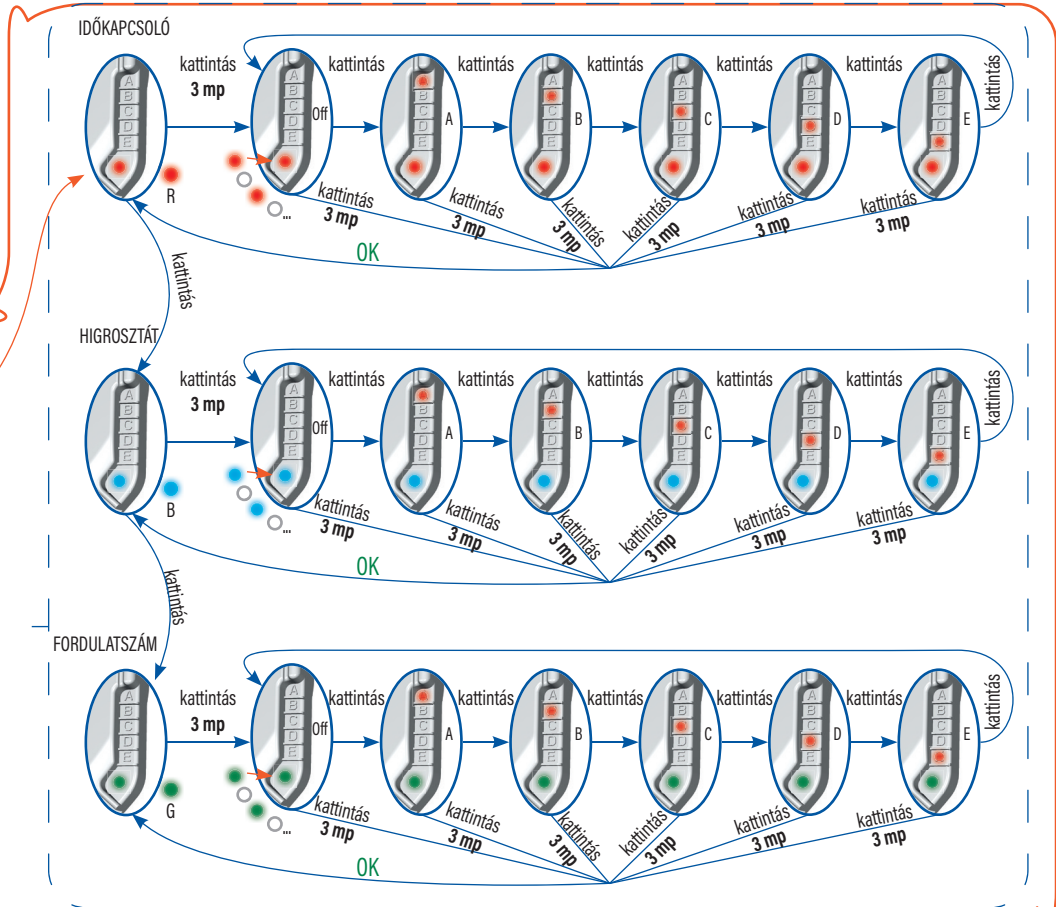 IDŐKAPCSOLÓ
kattintás kattintás kattintás kattintás kattintás kattintás kattintás
3 mp
A B C D E
A B C D E Off
A B C D E A
A B C D E B
A B C D E C
A B C D E D
A B C D E E
R
...
kattintás kattintás kattintás kattintás kattintás kattintás
3 mp 3 mp 3 mp 3 mp 3 mp 3 mp
OK
kattintás
HIGROSZTÁT
kattintás kattintás kattintás kattintás kattintás kattintás kattintás
3 mp
A B C D E
A B C D E Off
A B C D E A
A B C D E B
A B C D E C
A B C D E D
A B C D E E
B
...
kattintás kattintás kattintás kattintás kattintás kattintás
3 mp 3 mp 3 mp 3 mp 3 mp 3 mp
OK
kattintás
FORDULATSZÁM
kattintás kattintás kattintás kattintás kattintás kattintás kattintás
3 mp
A B C D E
A B C D E Off
A B C D E A
A B C D E B
A B C D E C
A B C D E D
A B C D E E
G
...
kattintás kattintás kattintás kattintás kattintás kattintás
3 mp 3 mp 3 mp 3 mp 3 mp 3 mp
OK